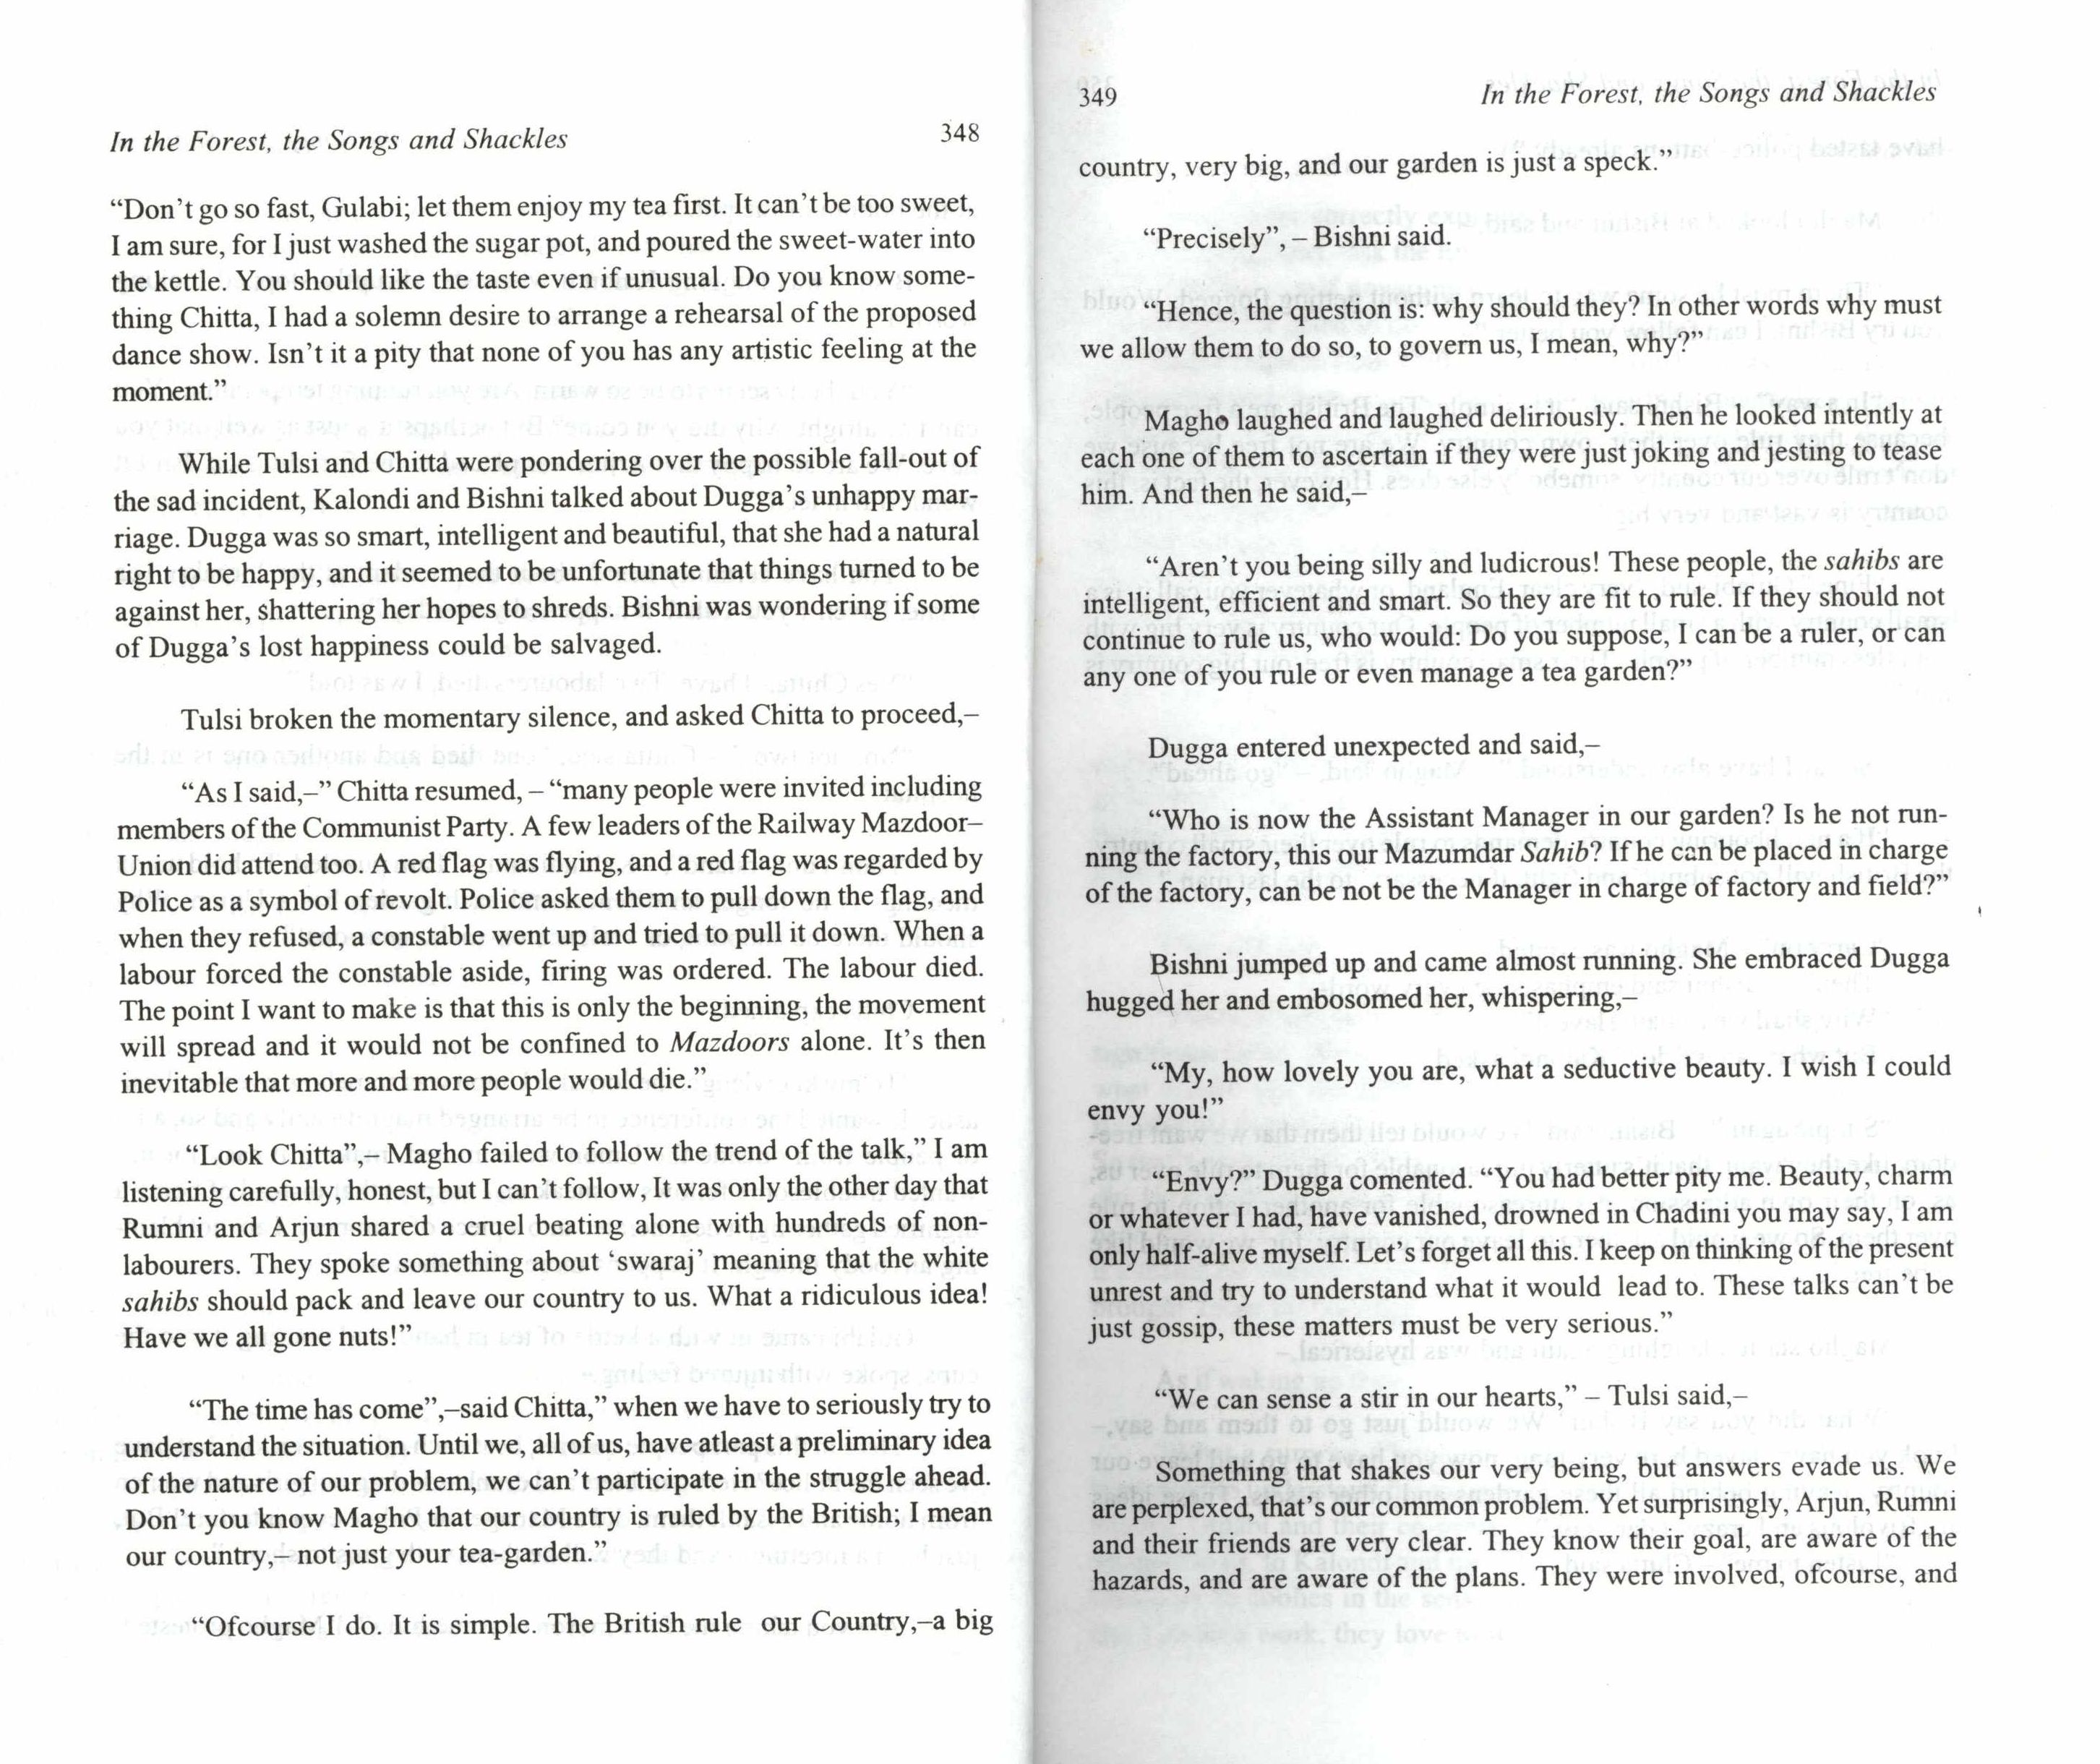 In the Forest, the Songs and Shackles 348
“Don’t go so fast, Gulabi; let them enjoy my tea first. It can’t be too sweet,
I am sure, for I just washed the sugar pot, and poured the sweet-water into
the kettle. You should like the taste even if unusual. Do you know some-
thing Chitta, I had a solemn desire to arrange a rehearsal of the proposed
dance show. Isn’t it a pity that none of you has any artistic feeling at the
moment.”
While Tulsi and Chitta were pondering over the possible fall-out of
the sad incident, Kalondi and Bishni talked about Dugga’s unhappy mar-
riage. Dugga was so smart, intelligent and beautiful, that she had a natural
right to be happy, and it seemed to be unfortunate that things turned to be
against her, shattering her hopes to shreds. Bishni was wondering if some
of Dugga’s lost happiness could be salvaged.
Tulsi broken the momentary silence, and asked Chitta to proceed,–
“As I said,–” Chitta resumed, – “many people were invited including
members of the Communist Party. A few leaders of the Railway Mazdoor–
Union did attend too. A red flag was flying, and a red flag was regarded by
Police as a symbol of revolt. Police asked them to pull down the flag, and
when they refused, a constable went up and tried to pull it down. When a
labour forced the constable aside, firing was ordered. The labour died.
The point I want to make is that this is only the beginning, the movement
will spread and it would not be confined to Mazdoors alone. It’s then
inevitable that more and more people would die.”
“Look Chitta”,– Magho failed to follow the trend of the talk,” I am
listening carefully, honest, but I can’t follow, It was only the other day that
Rumni and Arjun shared a cruel beating alone with hundreds of non-
labourers. They spoke something about ‘swaraj’ meaning that the white
sahibs should pack and leave our country to us. What a ridiculous idea!
Have we all gone nuts!”
“The time has come”,–said Chitta,” when we have to seriously try to
understand the situation. Until we, all of us, have atleast a preliminary idea
of the nature of our problem, we can’t participate in the struggle ahead.
Don’t you know Magho that our country is ruled by the British; I mean
our country,– not just your tea-garden.”
“Ofcourse I do. It is simple. The British rule our Country,–a big
349 In the Forest, the Songs and Shackles
country, very big, and our garden is just a speck.”
“Precisely”, – Bishni said.
“Hence, the question is: why should they? In other words why must
we allow them to do so, to govern us, I mean, why?”
Magho laughed and laughed deliriously. Then he looked intently at
each one of them to ascertain if they were just joking and jesting to tease
him. And then he said,–
“Aren’t you being silly and ludicrous! These people, the sahibs are
intelligent, efficient and smart. So they are fit to rule. If they should not
continue to rule us, who would: Do you suppose, I can be a ruler, or can
any one of you rule or even manage a tea garden?”
Dugga entered unexpected and said,–
“Who is now the Assistant Manager in our garden? Is he not run-
ning the factory, this our Mazumdar Sahib? If he can be placed in charge
of the factory, can be not be the Manager in charge of factory and field?”
Bishni jumped up and came almost running. She embraced Dugga
hugged her and embosomed her, whispering,–
“My, how lovely you are, what a seductive beauty. I wish I could
envy you!”
“Envy?” Dugga comented. “You had better pity me. Beauty, charm
or whatever I had, have vanished, drowned in Chadini you may say, I am
only half-alive myself. Let’s forget all this. I keep on thinking of the present
unrest and try to understand what it would lead to. These talks can’t be
just gossip, these matters must be very serious.”
“We can sense a stir in our hearts,” – Tulsi said,–
Something that shakes our very being, but answers evade us. We
are perplexed, that’s our common problem. Yet surprisingly, Arjun, Rumni
and their friends are very clear. They know their goal, are aware of the
hazards, and are aware of the plans. They were involved, ofcourse, and